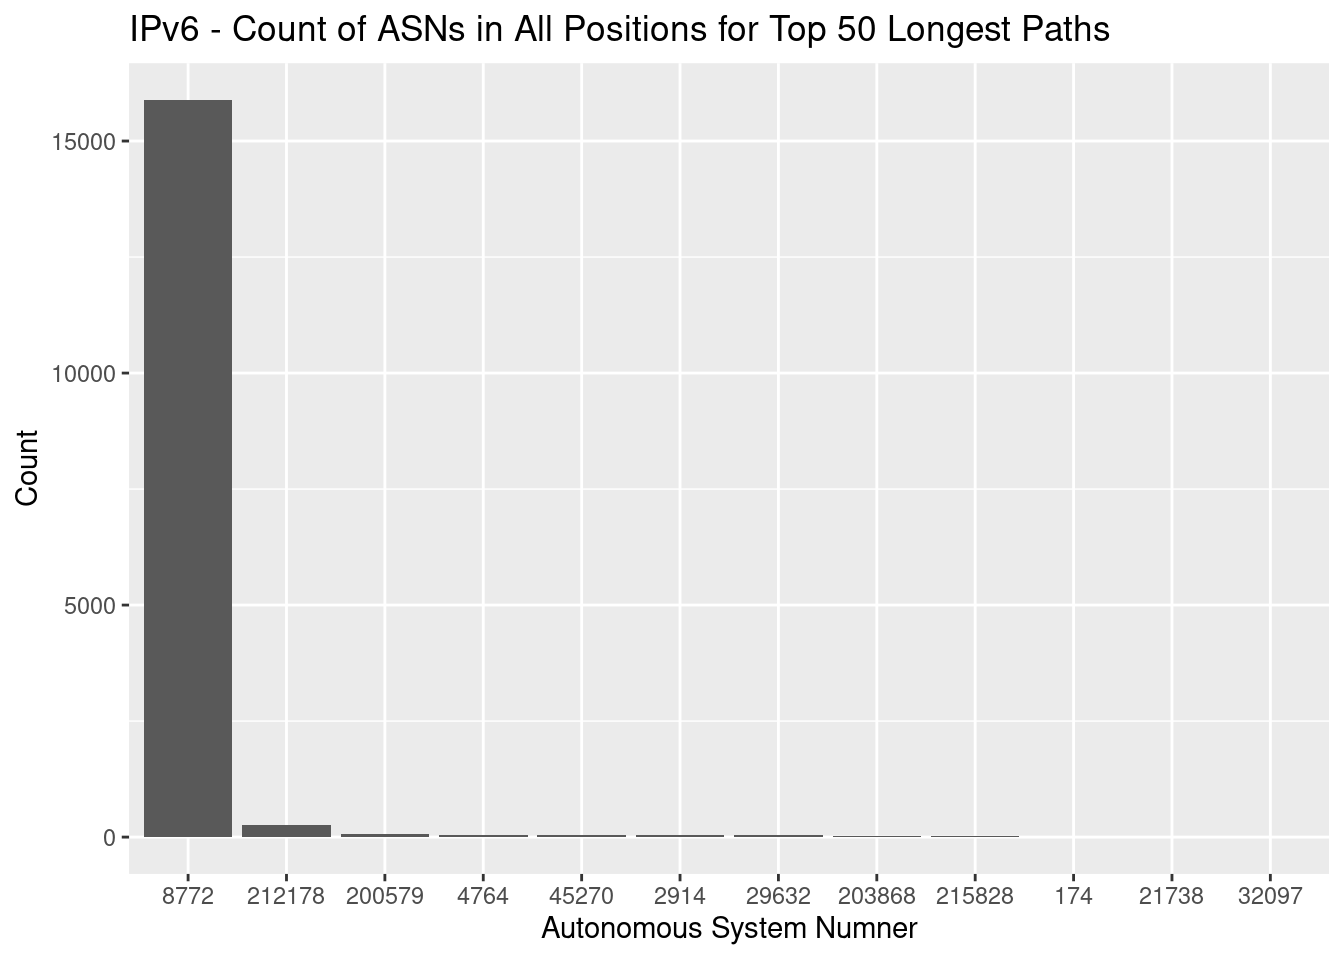 IPv6 - Count of ASNs in All Positions for Top 50 Longest Paths
15000
10000
5000
0
Count
8772 212178 200579 4764 45270 2914 29632 203868 215828 174 21738 32097
Autonomous System Numner